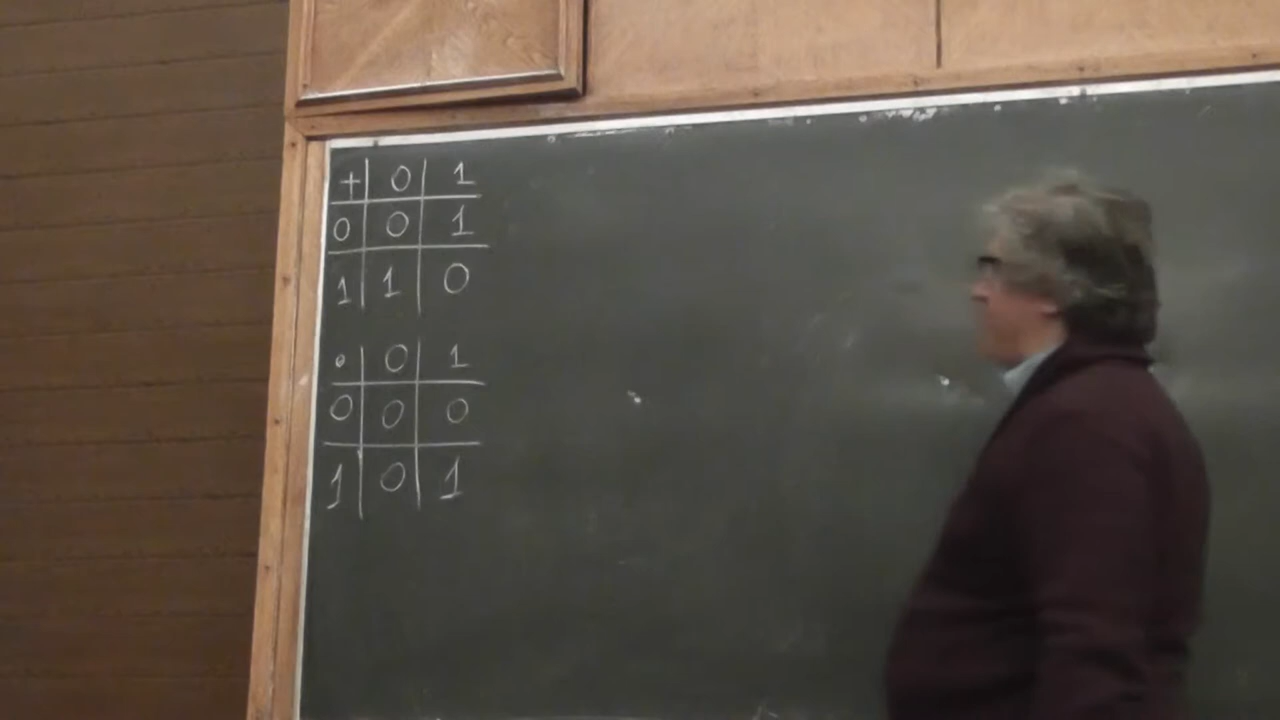 + 0 1
0 0 1
1 1 0
· 0 1
0 0 0
1 0 1